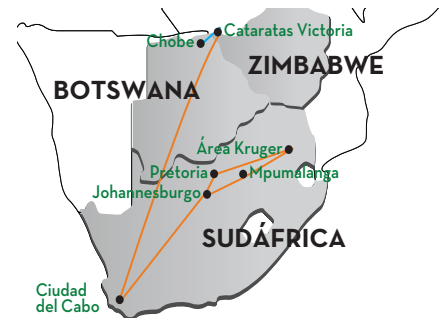 Cataratas Victoria
Chobe
ZIMBABWE
BOTSWANA
Área Kruger
Pretoria
Mpumalanga
Johannesburgo
SUDÁFRICA
Ciudad
del Cabo